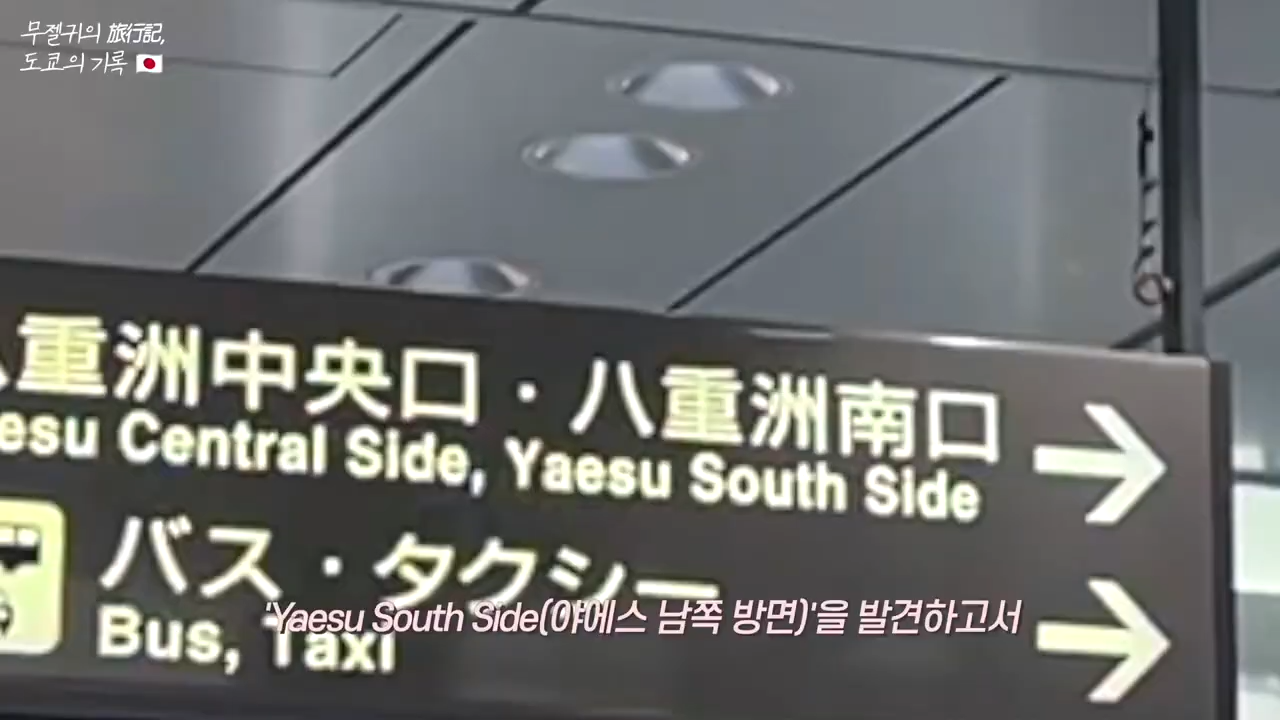 무젤귀의 旅行記,
도쿄의 기록 🇯🇵
八重洲中央口・八重洲南口
esu Central Side, Yaesu South Side
バス・タクシー
Bus, Taxi
'Yaesu South Side(야에스 남쪽 방면)'을 발견하고서